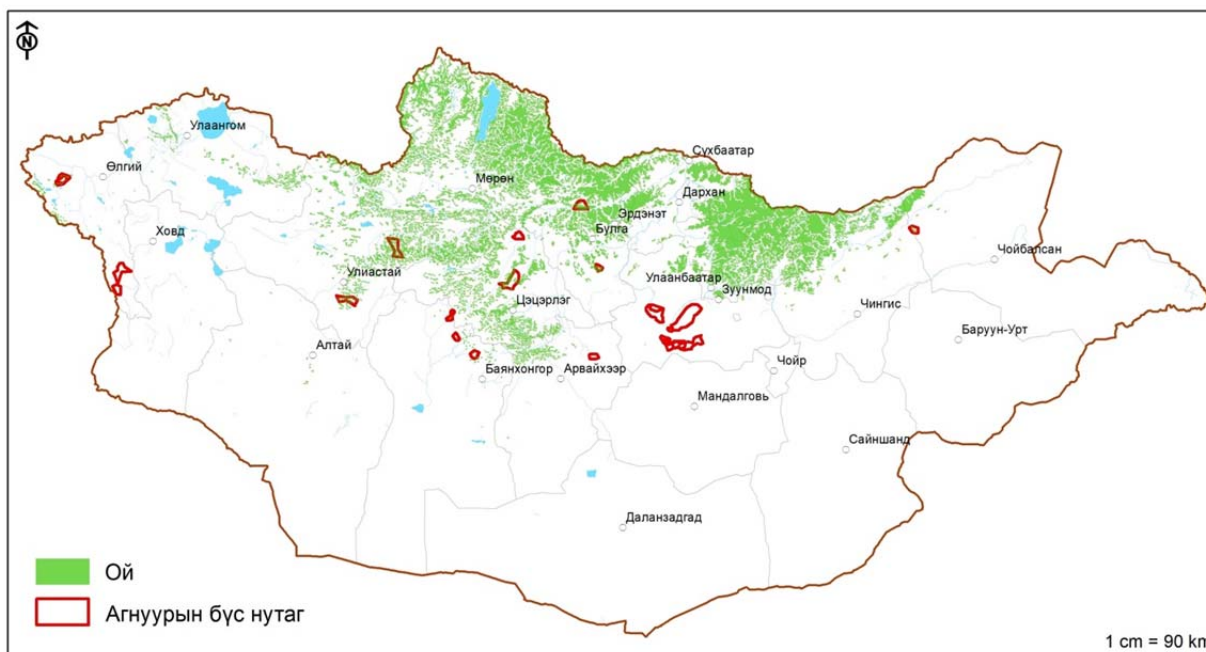 N
Улаангом
Өлгий
Ховд
Улиастай
Алтай
Мөрөн
Сүхбаатар
Дархан
Эрдэнэт
Булга
Цэцэрлэг
Улаанбаатар
Зуунмод
Чойбалсан
Чингис
Баруун-Урт
Баянхонгор
Арвайхээр
Чойр
Мандалговь
Сайншанд
Даланзадгад
Ой
Агнуурын бүс нутаг
1 cm = 90 km